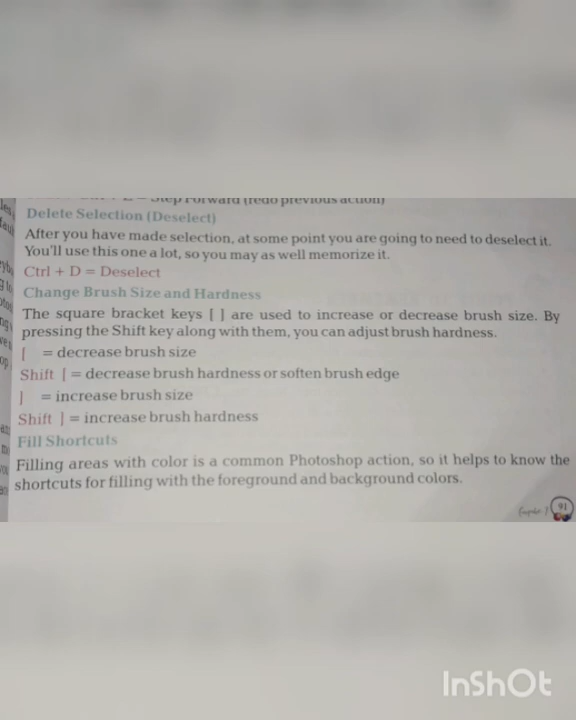 Step Forward (redo previous action)
Delete Selection (Deselect)
After you have made selection, at some point you are going to need to deselect it.
You'll use this one a lot, so you may as well memorize it.
Ctrl + D = Deselect
Change Brush Size and Hardness
The square bracket keys [ ] are used to increase or decrease brush size. By
pressing the Shift key along with them, you can adjust brush hardness.
[ = decrease brush size
Shift [ = decrease brush hardness or soften brush edge
] = increase brush size
Shift ] = increase brush hardness
Fill Shortcuts
Filling areas with color is a common Photoshop action, so it helps to know the
shortcuts for filling with the foreground and background colors.
91
InShOt